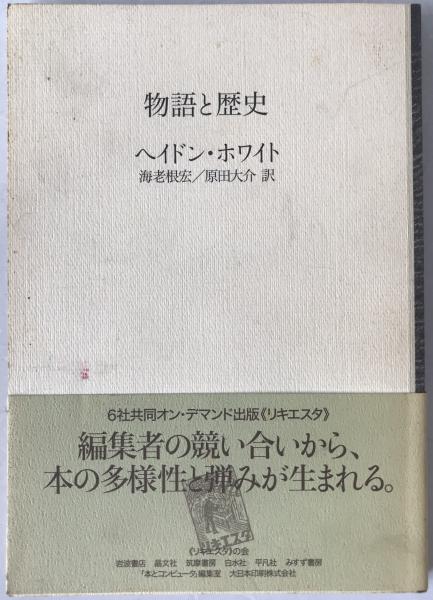 物語と歴史
ヘイドン・ホワイト
海老根宏／原田大介 訳
6社共同オン・デマンド出版《リキエスタ》
編集者の競い合いから、
本の多様性と弾みが生まれる。
リキエスタ
《リキエスタ》の会
岩波書店 晶文社 筑摩書房 白水社 平凡社 みすず書房
「本とコンピュータ」編集室 大日本印刷株式会社